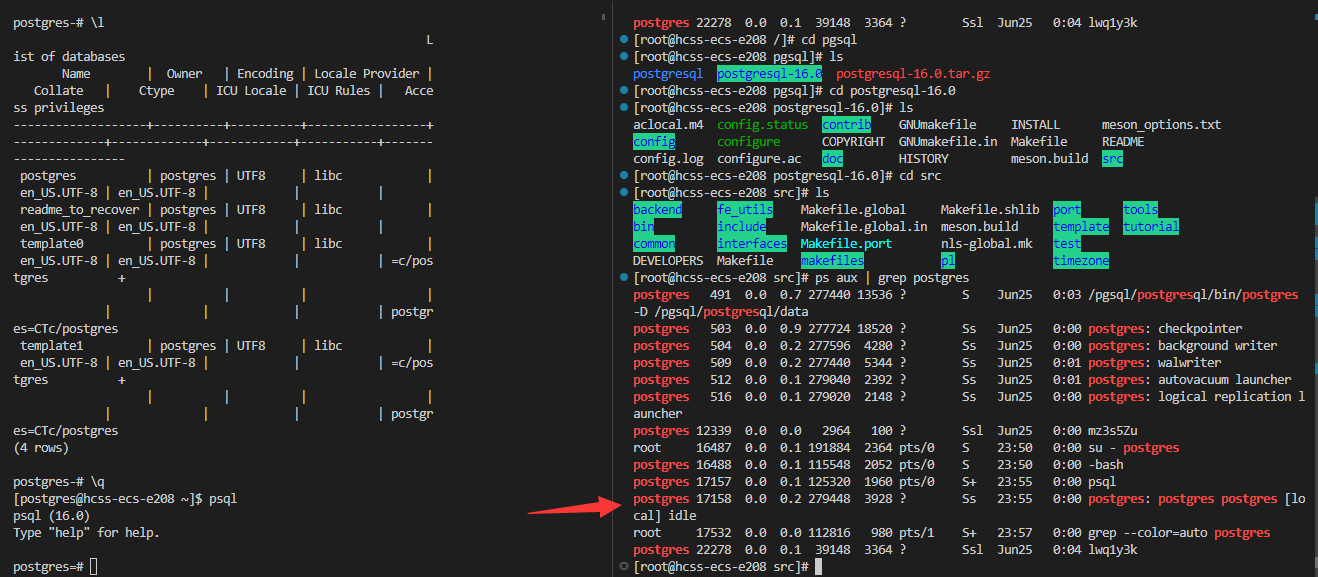 postgres-# \l
L
ist of databases
Name | Owner | Encoding | Locale Provider |
Collate | Ctype | ICU Locale | ICU Rules | Acce
ss privileges
------------------+----------+----------+-----------------+
------------+------------+------------+-----------+------
---------------
postgres | postgres | UTF8 | libc |
en_US.UTF-8 | en_US.UTF-8 | | |
readme_to_recover | postgres | UTF8 | libc |
en_US.UTF-8 | en_US.UTF-8 | | |
template0 | postgres | UTF8 | libc |
en_US.UTF-8 | en_US.UTF-8 | | | =c/pos
tgres +
| | | |
| | | | postgr
es=CTc/postgres
template1 | postgres | UTF8 | libc |
en_US.UTF-8 | en_US.UTF-8 | | | =c/pos
tgres +
| | | |
| | | | postgr
es=CTc/postgres
(4 rows)
postgres-# \q
[postgres@hcss-ecs-e208 ~]$ psql
psql (16.0)
Type "help" for help.
postgres=#
postgres 22278 0.0 0.1 39148 3364 ? Ssl Jun25 0:04 lwq1y3k
[root@hcss-ecs-e208 /]# cd pgsql
[root@hcss-ecs-e208 pgsql]# ls
postgresql postgresql-16.0 postgresql-16.0.tar.gz
[root@hcss-ecs-e208 pgsql]# cd postgresql-16.0
[root@hcss-ecs-e208 postgresql-16.0]# ls
aclocal.m4 config.status contrib GNUmakefile INSTALL meson_options.txt
config configure COPYRIGHT GNUmakefile.in Makefile README
config.log configure.ac doc HISTORY meson.build src
[root@hcss-ecs-e208 postgresql-16.0]# cd src
[root@hcss-ecs-e208 src]# ls
backend fe_utils Makefile.global Makefile.shlib port tools
bin include Makefile.global.in meson.build template tutorial
common interfaces Makefile.port nls-global.mk test
DEVELOPERS Makefile makefiles pl timezone
[root@hcss-ecs-e208 src]# ps aux | grep postgres
postgres 491 0.0 0.7 277440 13536 ? S Jun25 0:03 /pgsql/postgresql/bin/postgres
-D /pgsql/postgresql/data
postgres 503 0.0 0.9 277724 18520 ? Ss Jun25 0:00 postgres: checkpointer
postgres 504 0.0 0.2 277596 4280 ? Ss Jun25 0:00 postgres: background writer
postgres 509 0.0 0.2 277440 5344 ? Ss Jun25 0:01 postgres: walwriter
postgres 512 0.0 0.1 279040 2392 ? Ss Jun25 0:01 postgres: autovacuum launcher
postgres 516 0.0 0.1 279020 2148 ? Ss Jun25 0:00 postgres: logical replication l
auncher
postgres 12339 0.0 0.0 2964 100 ? Ssl Jun25 0:00 mz3s5Zu
root 16487 0.0 0.1 191884 2364 pts/0 S 23:50 0:00 su - postgres
postgres 16488 0.0 0.1 115548 2052 pts/0 S 23:50 0:00 -bash
postgres 17157 0.0 0.1 125320 1960 pts/0 S+ 23:55 0:00 psql
postgres 17158 0.0 0.2 279448 3928 ? Ss 23:55 0:00 postgres: postgres postgres [lo
cal] idle
root 17532 0.0 0.0 112816 980 pts/1 S+ 23:57 0:00 grep --color=auto postgres
postgres 22278 0.0 0.1 39148 3364 ? Ssl Jun25 0:04 lwq1y3k
[root@hcss-ecs-e208 src]#